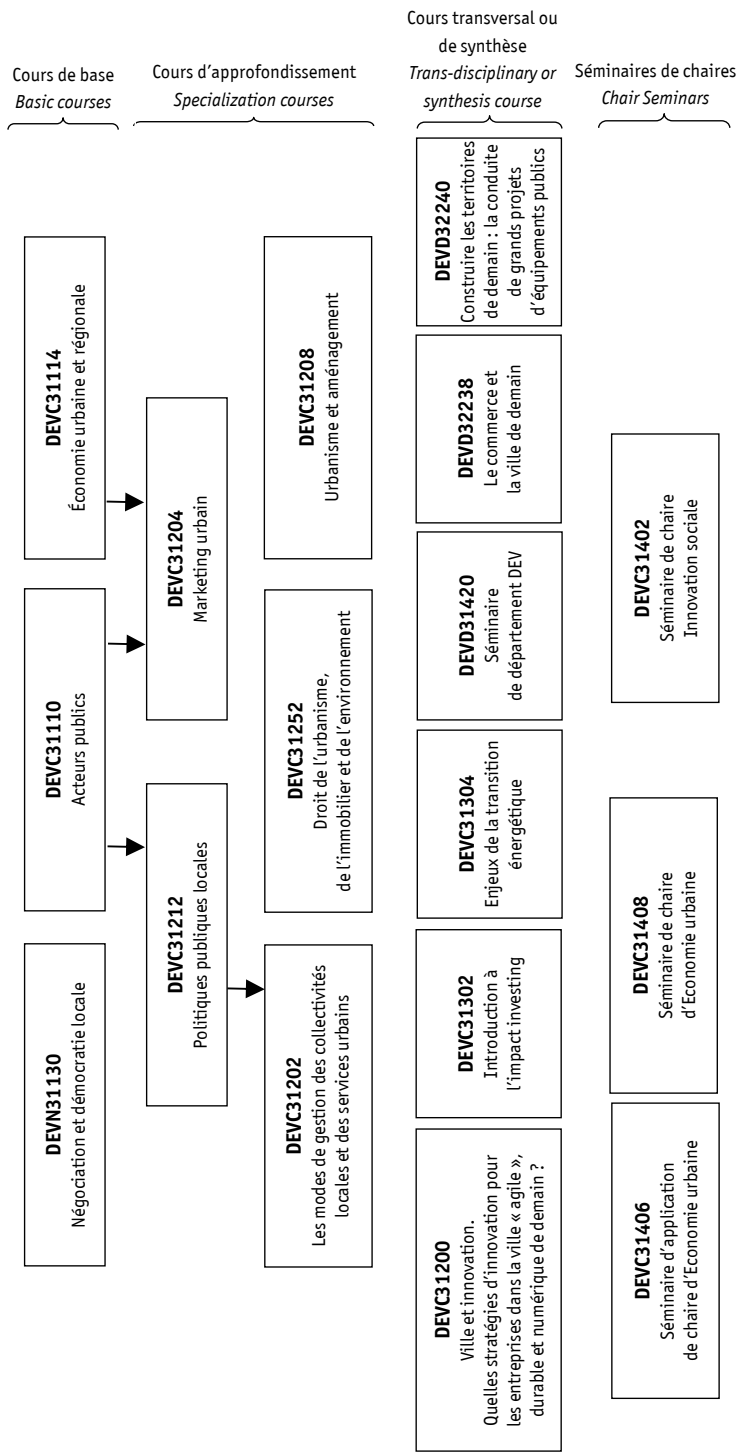 Cours de base
Basic courses
Cours d'approfondissement
Specialization courses
Cours transversal ou
de synthèse
Trans-disciplinary or
synthesis course
Séminaires de chaires
Chair Seminars
DEVN31130
Négociation et démocratie locale
DEVC31110
Acteurs publics
DEVC31114
Économie urbaine et régionale
DEVC31212
Politiques publiques locales
DEVC31204
Marketing urbain
DEVC31202
Les modes de gestion des collectivités
locales et des services urbains
DEVC31252
Droit de l'urbanisme,
de l'immobilier et de l'environnement
DEVC31208
Urbanisme et aménagement
DEVC31200
Ville et innovation.
Quelles stratégies d'innovation pour
les entreprises dans la ville « agile »,
durable et numérique de demain ?
DEVC31302
Introduction à
l'impact investing
DEVC31304
Enjeux de la transition
énergétique
DEVD31420
Séminaire
de département DEV
DEVD32238
Le commerce et
la ville de demain
DEVD32240
Construire les territoires
de demain : la conduite
de grands projets
d'équipements publics
DEVC31406
Séminaire d'application
de chaire d'Economie urbaine
DEVC31408
Séminaire de chaire
d'Economie urbaine
DEVC31402
Séminaire de chaire
Innovation sociale